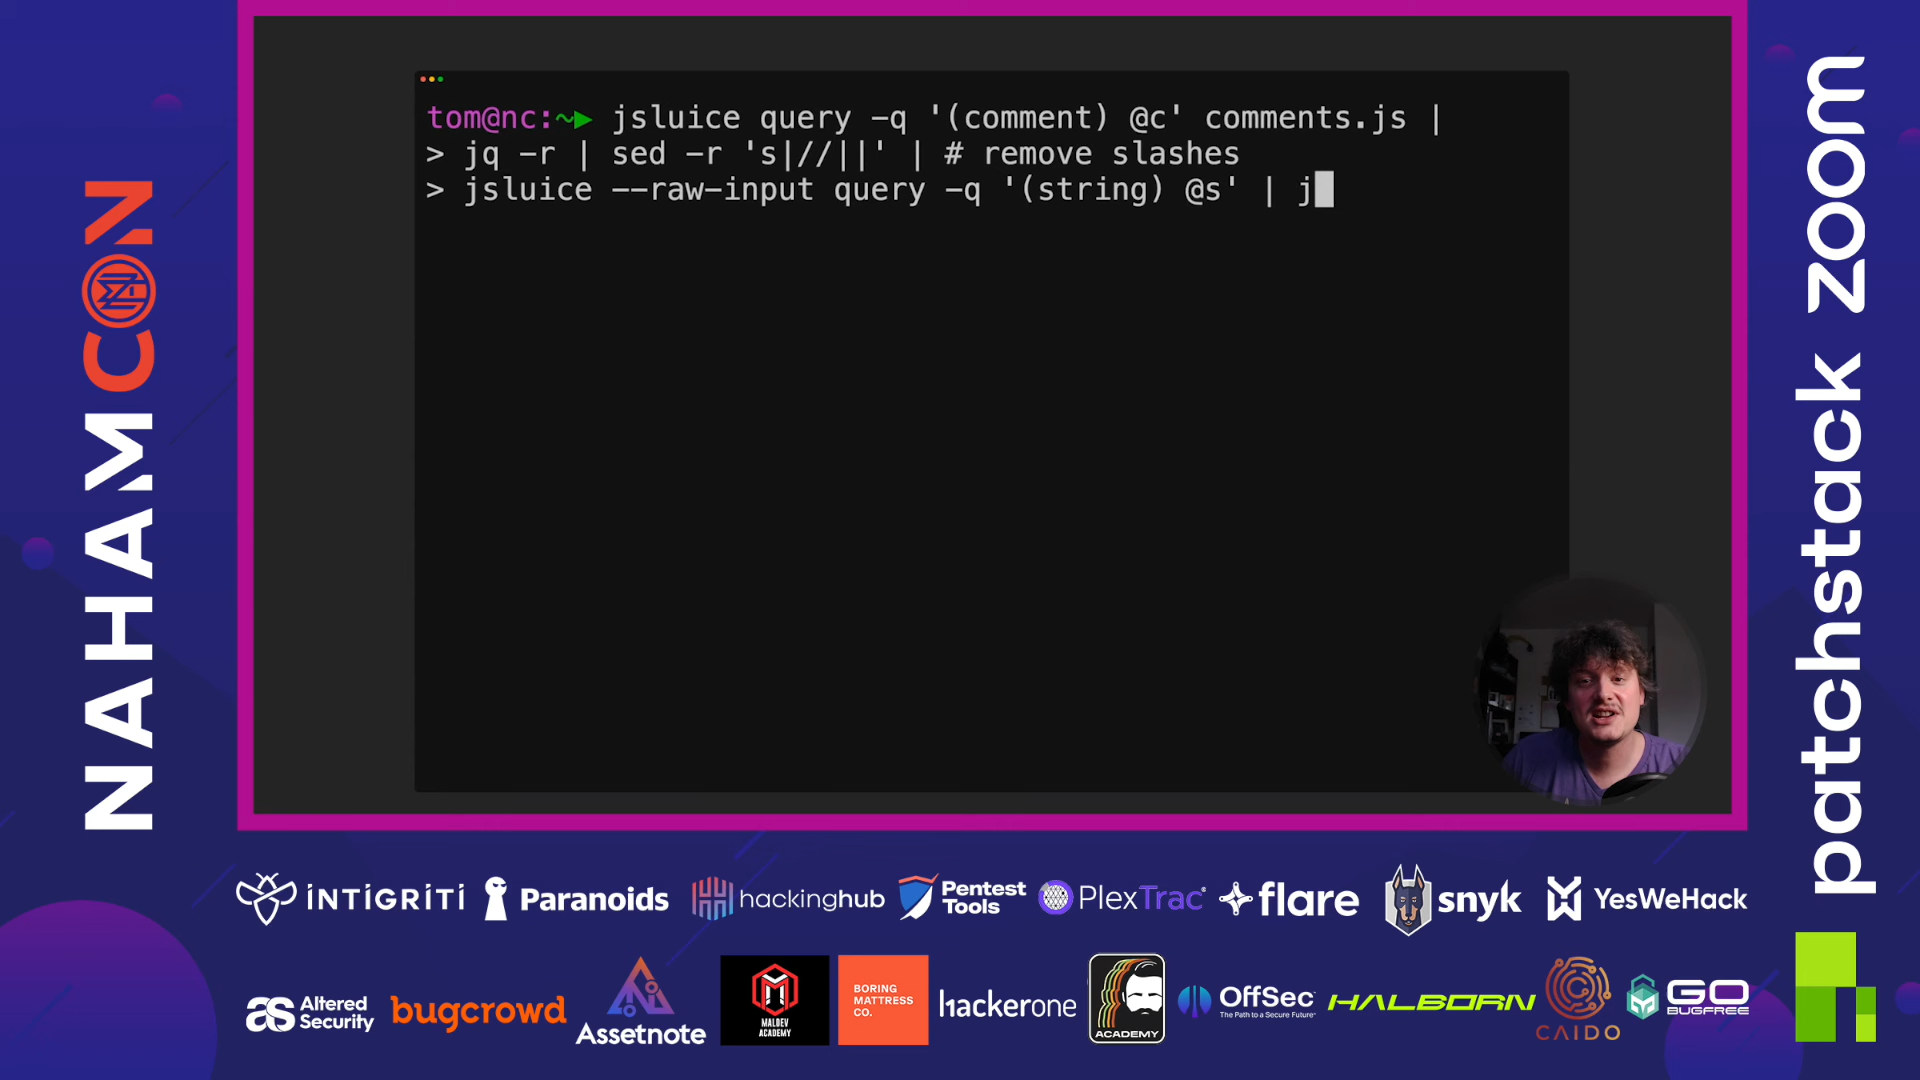 NAHAMCON
tom@nc:~▶ jsluice query -q '(comment) @c' comments.js |
> jq -r | sed -r 's|//||' | # remove slashes
> jsluice --raw-input query -q '(string) @s' | j
patchstack zoom
INTIGRITI
Paranoids
hackinghub
Pentest
Tools
PlexTrac
flare
snyk
YesWeHack
as Altered
Security
bugcrowd
Assetnote
MALDEV
ACADEMY
BORING
MATTRESS
CO.
hackerone
ACADEMY
OffSec
The Path to a Secure Future
HALBORN
CAIDO
GO
BUGFREE